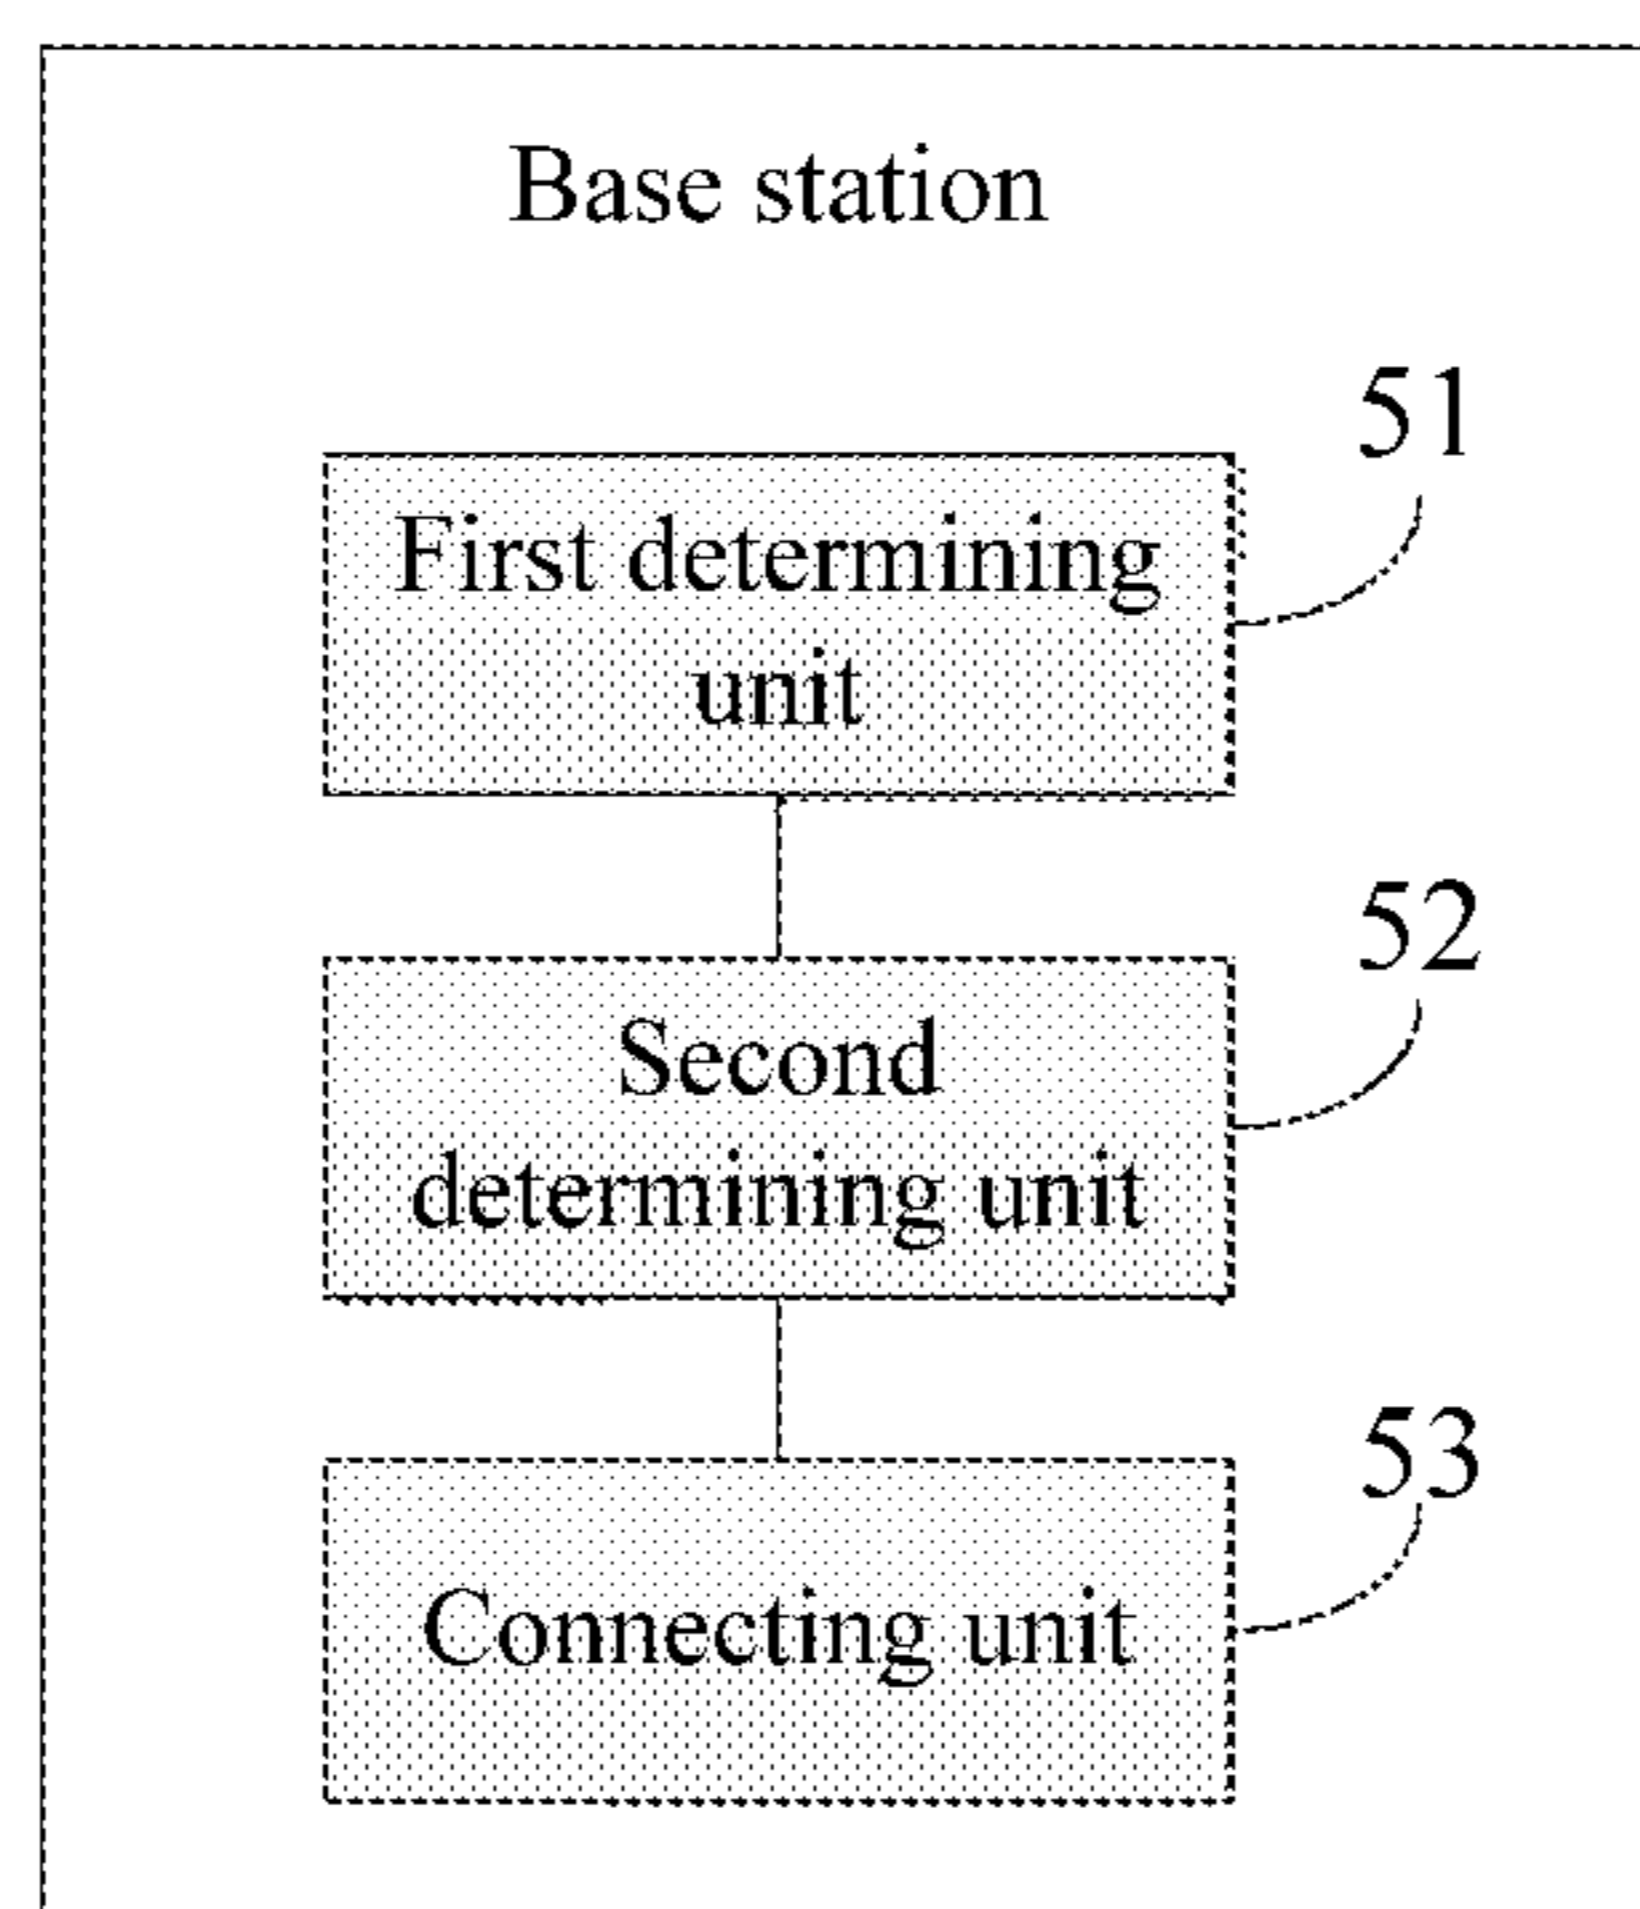 Base station
51
First determining
unit
52
Second
determining unit
53
Connecting unit